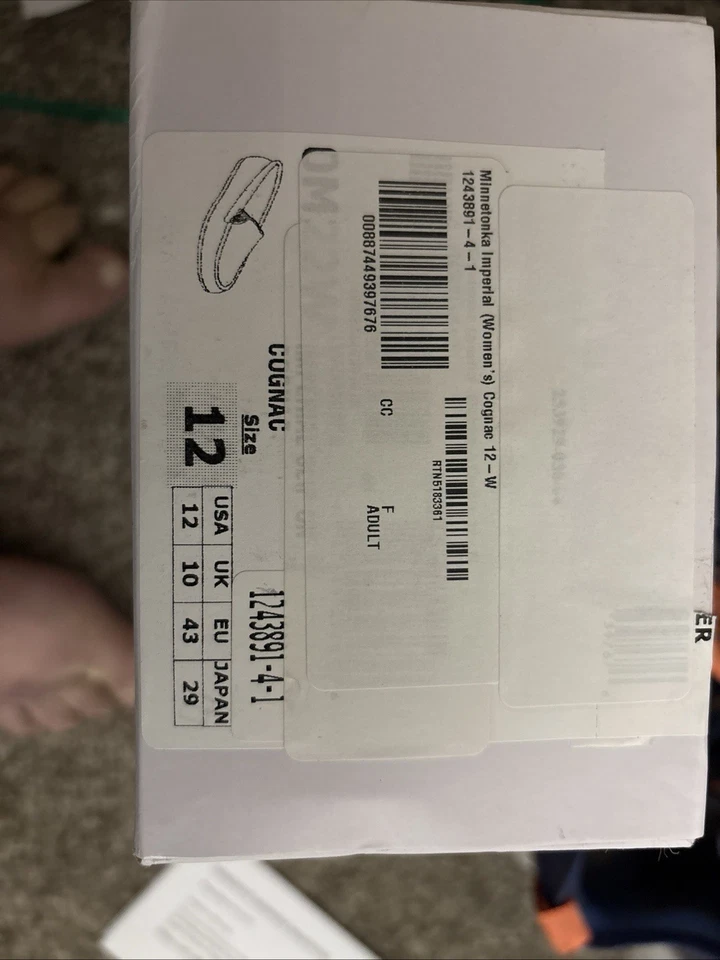 Minnetonka Imperial (Women's) Cognac 12-W
1243891-4-1
RTN5183361
00887449397676
CC
F
ADULT
COGNAC
Size
12
USA UK EU JAPAN
12 10 43 29
1243891-4-1
ER